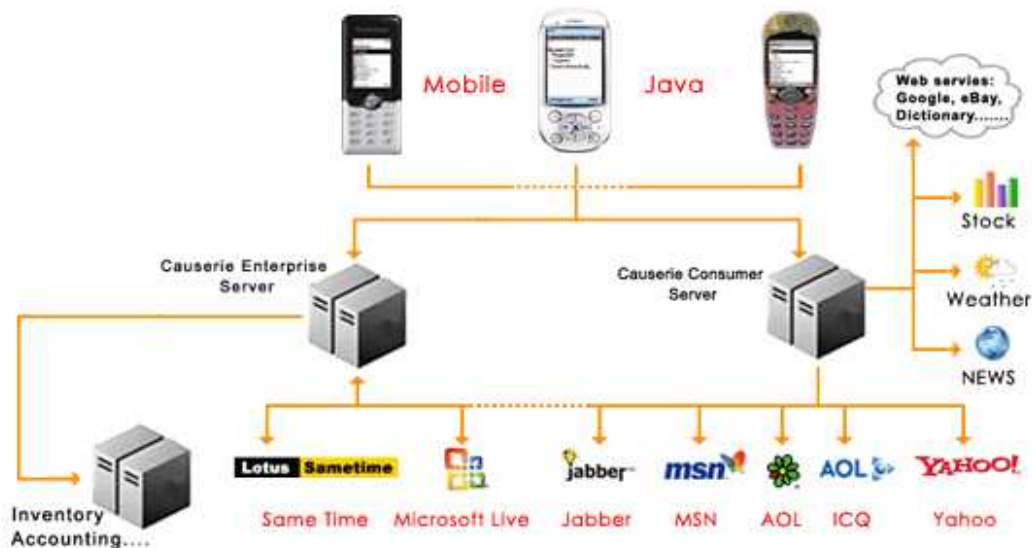 Mobile
Java
Web servies:
Google, eBay,
Dictionary.......
Stock
Causerie Enterprise
Server
Causerie Consumer
Server
Weather
NEWS
Lotus Sametime
jabber
msn
AOL
YAHOO!
Same Time
Microsoft Live
Jabber
MSN
AOL
ICQ
Yahoo
Inventory
Accounting....